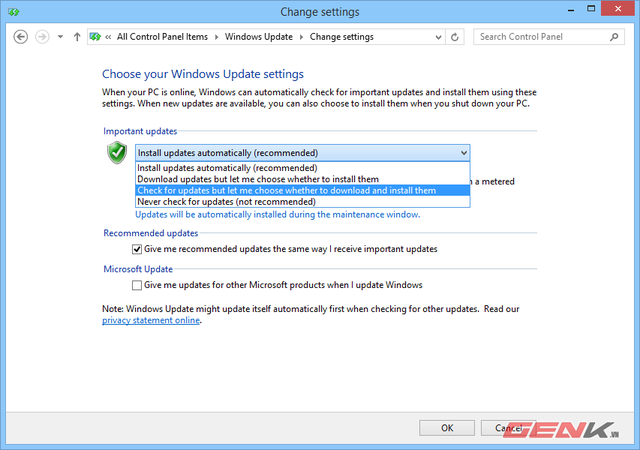 Change settings
« All Control Panel Items Windows Update Change settings
Search Control Panel
Choose your Windows Update settings
When your PC is online, Windows can automatically check for important updates and install them using these
settings. When new updates are available, you can also choose to install them when you shut down your PC.
Important updates
Install updates automatically (recommended)
Install updates automatically (recommended)
Download updates but let me choose whether to install them
n a metered
Check for updates but let me choose whether to download and install them
Never check for updates (not recommended)
Updates will be automatically installed during the maintenance window.
Recommended updates
Give me recommended updates the same way I receive important updates
Microsoft Update
Give me updates for other Microsoft products when I update Windows
Note: Windows Update might update itself automatically first when checking for other updates. Read our
privacy statement online.
OK
Cancel
GENK.VN